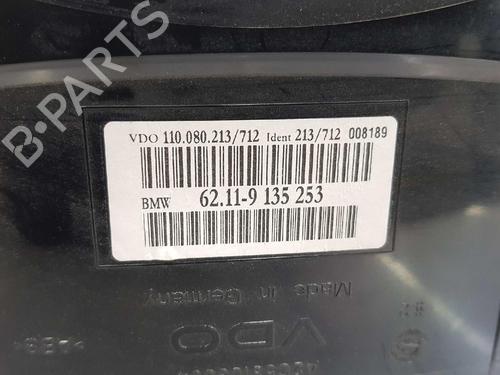 VDO 110.080.213/712 Ident 213/712 008189
BMW 62.11-9 135 253
Made in
Germany
VDO
B-PARTS